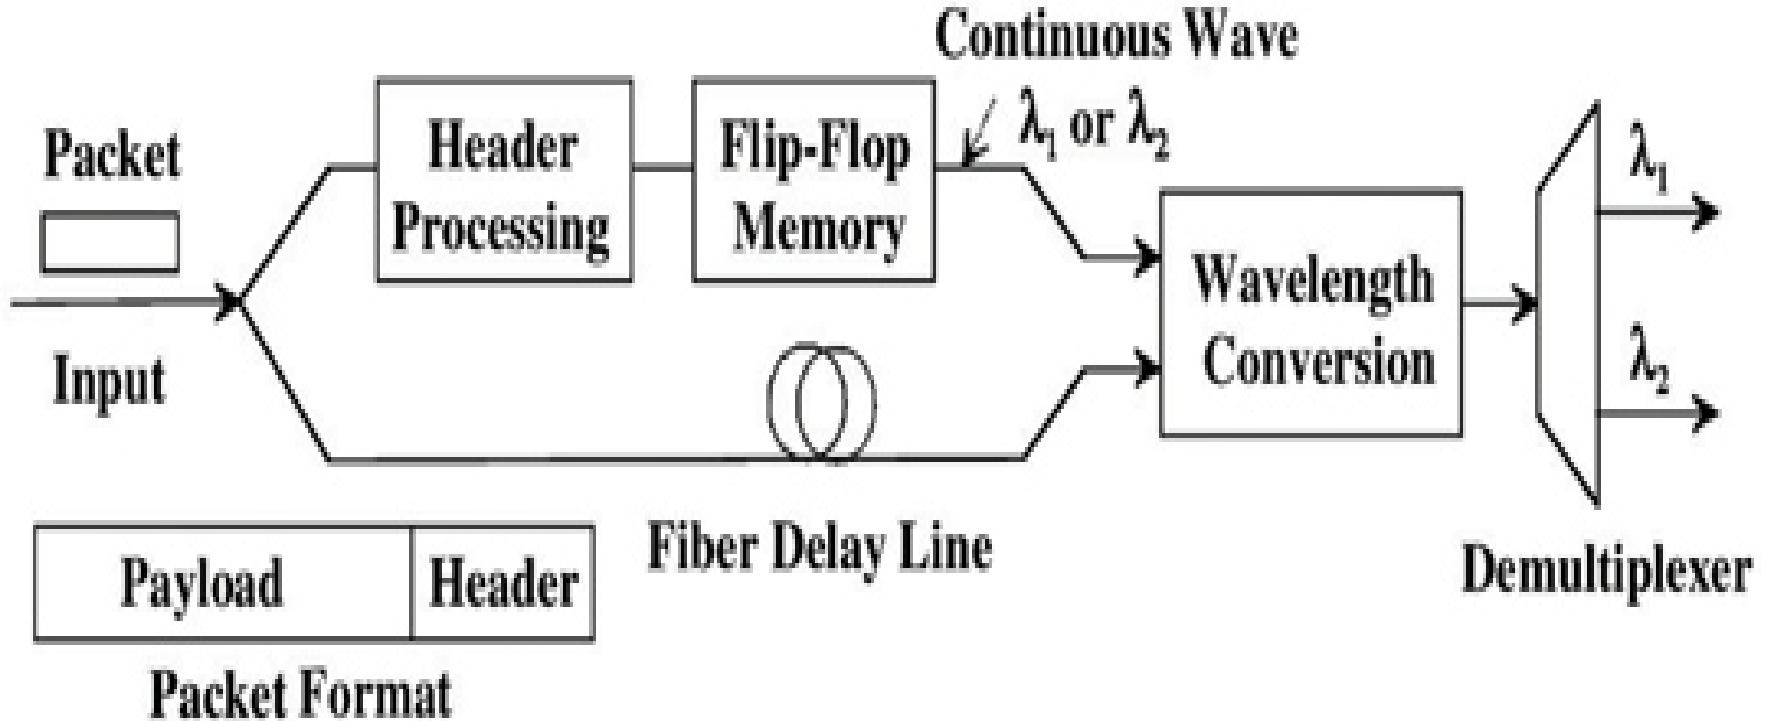 Continuous Wave
λ1 or λ2
Packet
Header
Processing
Flip-Flop
Memory
Input
Wavelength
Conversion
λ1
λ2
Fiber Delay Line
Demultiplexer
Payload
Header
Packet Format